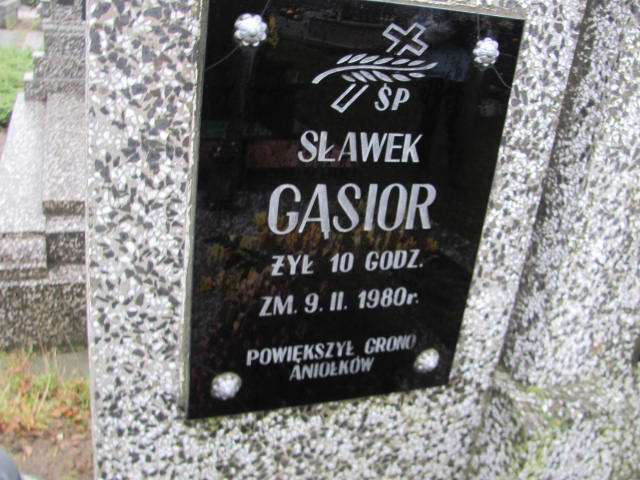 ŚP
SŁAWEK
GĄSIOR
ŻYŁ 10 GODZ.
ZM. 9. II. 1980r.
POWIĘKSZYŁ GRONO
ANIOŁKÓW